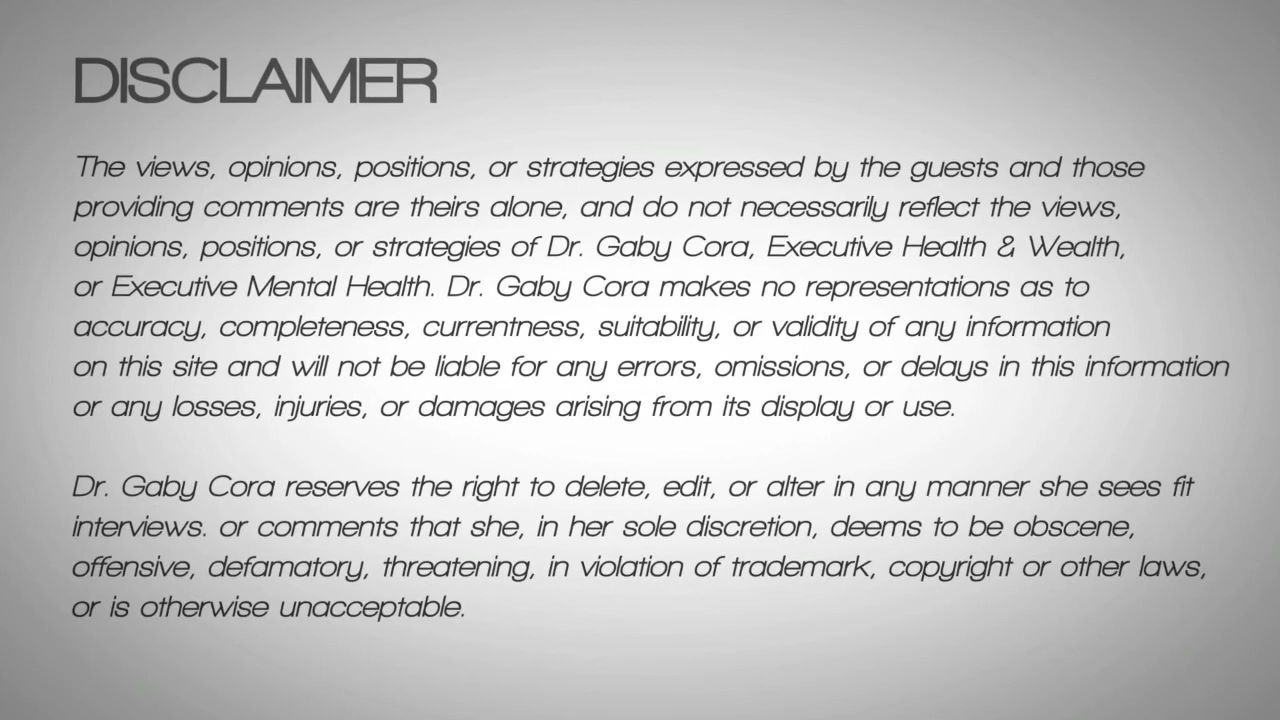 DISCLAIMER
The views, opinions, positions, or strategies expressed by the guests and those
providing comments are theirs alone, and do not necessarily reflect the views,
opinions, positions, or strategies of Dr. Gaby Cora, Executive Health & Wealth,
or Executive Mental Health. Dr. Gaby Cora makes no representations as to
accuracy, completeness, currentness, suitability, or validity of any information
on this site and will not be liable for any errors, omissions, or delays in this information
or any losses, injuries, or damages arising from its display or use.
Dr. Gaby Cora reserves the right to delete, edit, or alter in any manner she sees fit
interviews. or comments that she, in her sole discretion, deems to be obscene,
offensive, defamatory, threatening, in violation of trademark, copyright or other laws,
or is otherwise unacceptable.